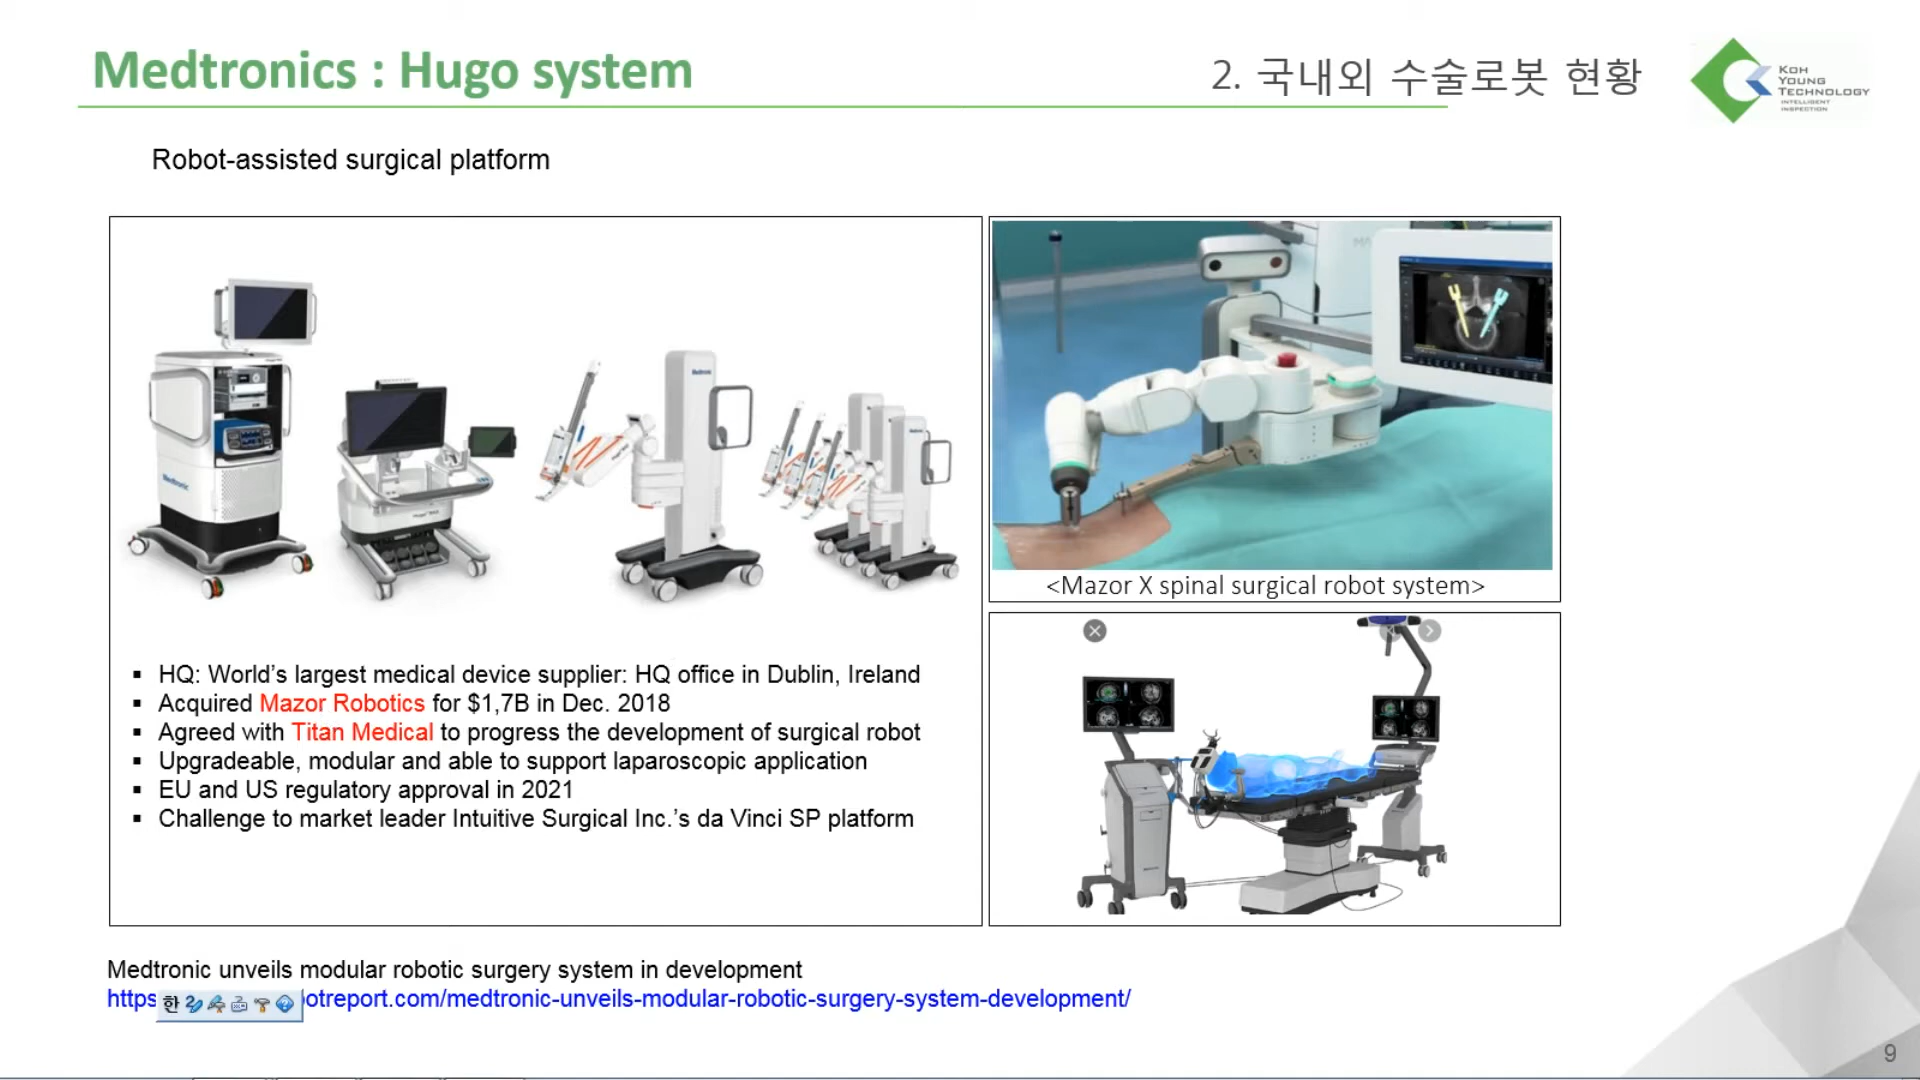 Medtronics : Hugo system
2. 국내외 수술로봇 현황
KOH
YOUNG
TECHNOLOGY
INTELLIGENT
INSPECTION
Robot-assisted surgical platform
Medtronic
Medtronic
<Mazor X spinal surgical robot system>
▪ HQ: World’s largest medical device supplier: HQ office in Dublin, Ireland
▪ Acquired Mazor Robotics for $1,7B in Dec. 2018
▪ Agreed with Titan Medical to progress the development of surgical robot
▪ Upgradeable, modular and able to support laparoscopic application
▪ EU and US regulatory approval in 2021
▪ Challenge to market leader Intuitive Surgical Inc.’s da Vinci SP platform
Medtronic unveils modular robotic surgery system in development
https 한 otreport.com/medtronic-unveils-modular-robotic-surgery-system-development/
9